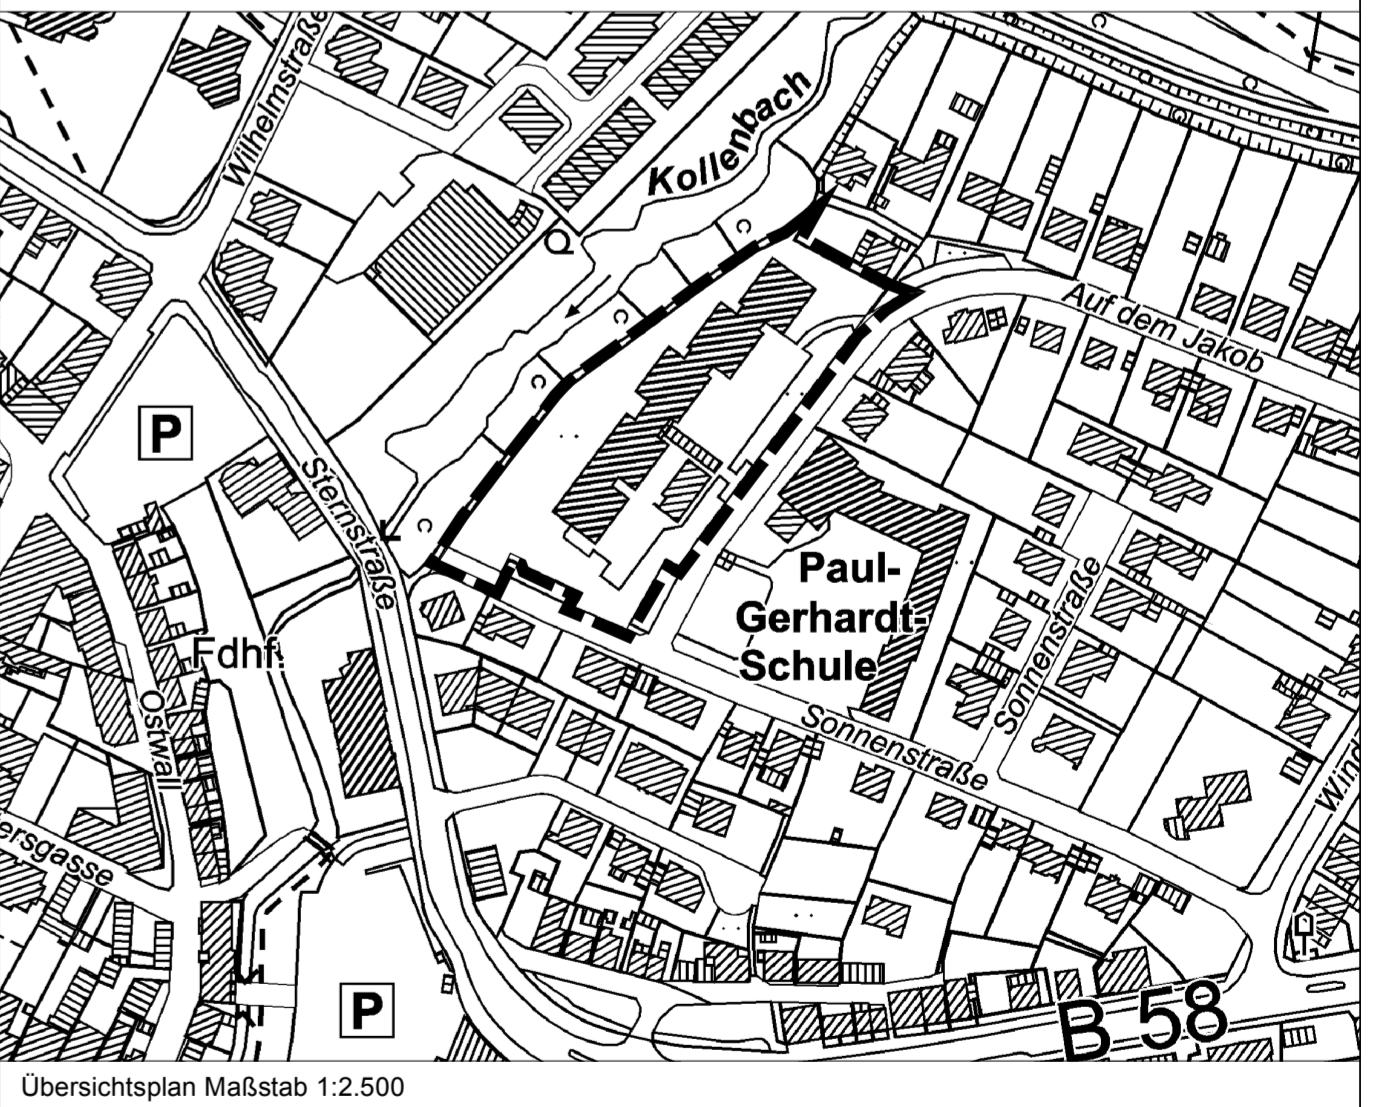 Wilhelmstraße
Kollenbach
Auf dem Jakob
P
Sternstraße
Paul-
Gerhardt-
Schule
Fdhf.
Sonnenstraße
Ostwall
Sonnenstraße
ersgasse
Wind
P
B 58
Übersichtsplan Maßstab 1:2.500